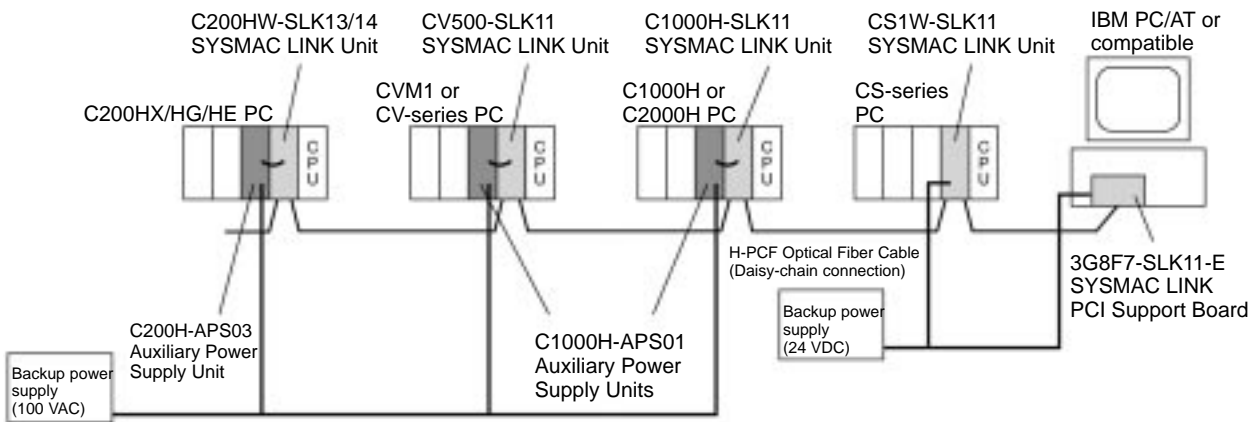 C200HW-SLK13/14
SYSMAC LINK Unit
CV500-SLK11
SYSMAC LINK Unit
C1000H-SLK11
SYSMAC LINK Unit
CS1W-SLK11
SYSMAC LINK Unit
IBM PC/AT or
compatible
C200HX/HG/HE PC
CVM1 or
CV-series PC
C1000H or
C2000H PC
CS-series
PC
CPU
CPU
CPU
CPU
H-PCF Optical Fiber Cable
(Daisy-chain connection)
3G8F7-SLK11-E
SYSMAC LINK
PCI Support Board
Backup power
supply
(24 VDC)
C200H-APS03
Auxiliary Power
Supply Unit
C1000H-APS01
Auxiliary Power
Supply Units
Backup power
supply
(100 VAC)